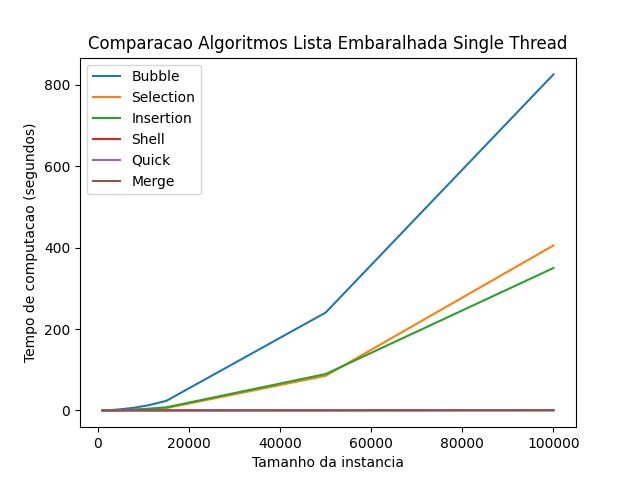 Comparacao Algoritmos Lista Embaralhada Single Thread
Bubble
Selection
Insertion
Shell
Quick
Merge
Tempo de computacao (segundos)
800
600
400
200
0
0 20000 40000 60000 80000 100000
Tamanho da instancia